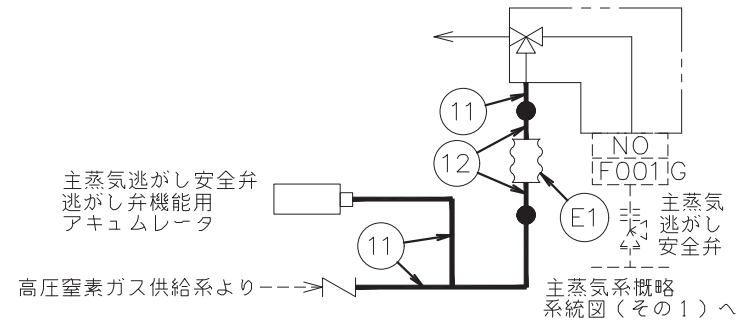 11
12
NO
F001 G
主蒸気逃がし安全弁
逃がし弁機能用
アキュムレータ
主蒸気
逃がし
安全弁
E1
11
高圧窒素ガス供給系より
主蒸気系概略
系統図(その1)へ